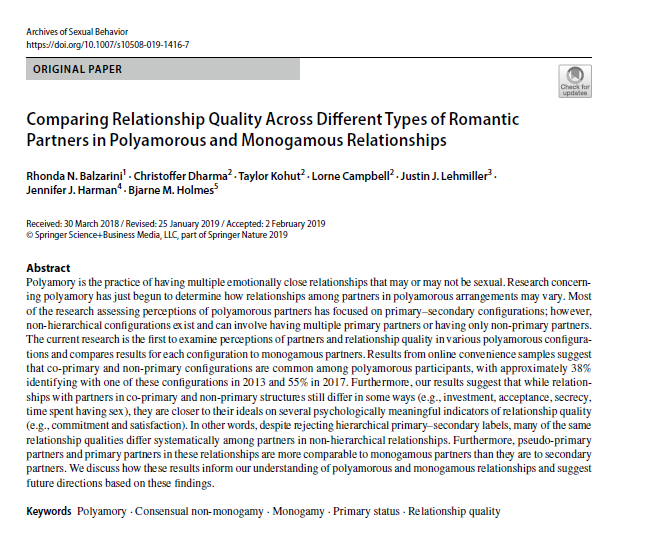 Archives of Sexual Behavior
https://doi.org/10.1007/s10508-019-1416-7
ORIGINAL PAPER
Check for
updates
Comparing Relationship Quality Across Different Types of Romantic
Partners in Polyamorous and Monogamous Relationships
Rhonda N. Balzarini1 · Christoffer Dharma2 · Taylor Kohut2 · Lorne Campbell2 · Justin J. Lehmiller3 ·
Jennifer J. Harman4 · Bjarne M. Holmes5
Received: 30 March 2018 / Revised: 25 January 2019 / Accepted: 2 February 2019
© Springer Science+Business Media, LLC, part of Springer Nature 2019
Abstract
Polyamory is the practice of having multiple emotionally close relationships that may or may not be sexual. Research concern-
ing polyamory has just begun to determine how relationships among partners in polyamorous arrangements may vary. Most
of the research assessing perceptions of polyamorous partners has focused on primary–secondary configurations; however,
non-hierarchical configurations exist and can involve having multiple primary partners or having only non-primary partners.
The current research is the first to examine perceptions of partners and relationship quality in various polyamorous configura-
tions and compares results for each configuration to monogamous partners. Results from online convenience samples suggest
that co-primary and non-primary configurations are common among polyamorous participants, with approximately 38%
identifying with one of these configurations in 2013 and 55% in 2017. Furthermore, our results suggest that while relation-
ships with partners in co-primary and non-primary structures still differ in some ways (e.g., investment, acceptance, secrecy,
time spent having sex), they are closer to their ideals on several psychologically meaningful indicators of relationship quality
(e.g., commitment and satisfaction). In other words, despite rejecting hierarchical primary–secondary labels, many of the same
relationship qualities differ systematically among partners in non-hierarchical relationships. Furthermore, pseudo-primary
partners and primary partners in these relationships are more comparable to monogamous partners than they are to secondary
partners. We discuss how these results inform our understanding of polyamorous and monogamous relationships and suggest
future directions based on these findings.
Keywords Polyamory · Consensual non-monogamy · Monogamy · Primary status · Relationship quality